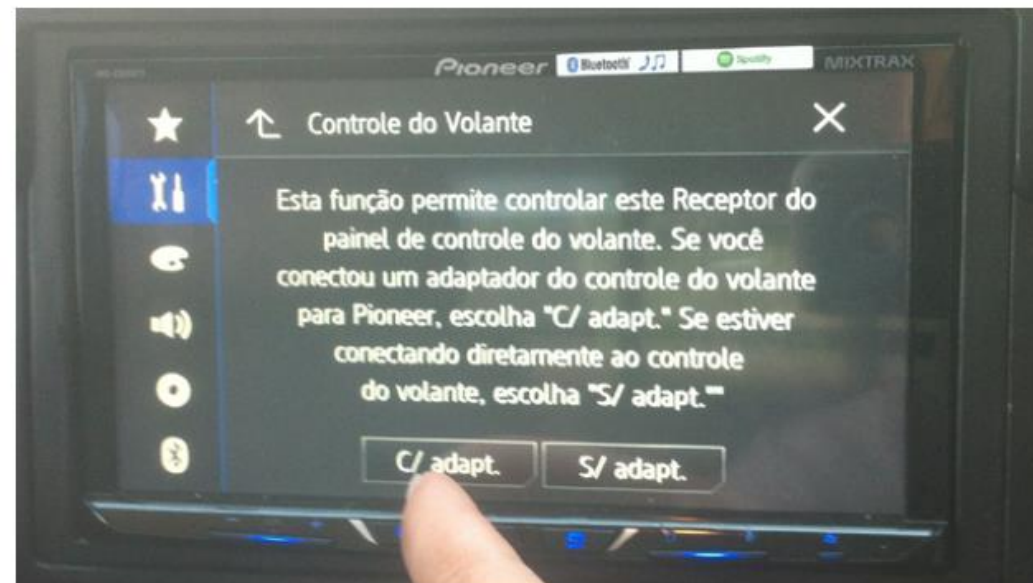 Pioneer
Bluetooth
Spotify
MIXTRAX
Controle do Volante
Esta função permite controlar este Receptor do
painel de controle do volante. Se você
conectou um adaptador do controle do volante
para Pioneer, escolha "C/ adapt." Se estiver
conectando diretamente ao controle
do volante, escolha "S/ adapt.""
C/ adapt.
S/ adapt.